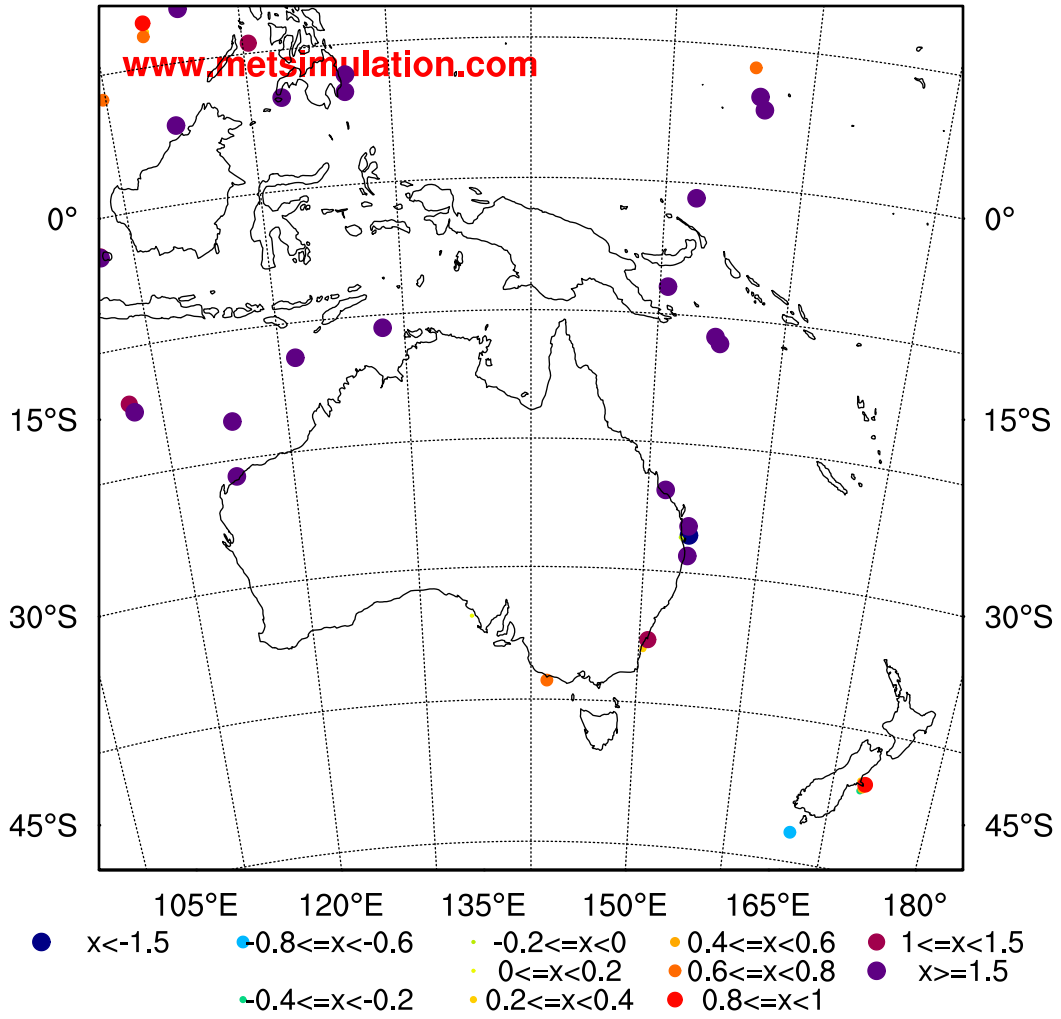 www.metsimulation.com
0° 0°
15°S 15°S
30°S 30°S
45°S 45°S
105°E 120°E 135°E 150°E 165°E 180°
x<-1.5 -0.8<=x<-0.6 -0.2<=x<0 0.4<=x<0.6 1<=x<1.5
0<=x<0.2 0.6<=x<0.8 x>=1.5
-0.4<=x<-0.2 0.2<=x<0.4 0.8<=x<1